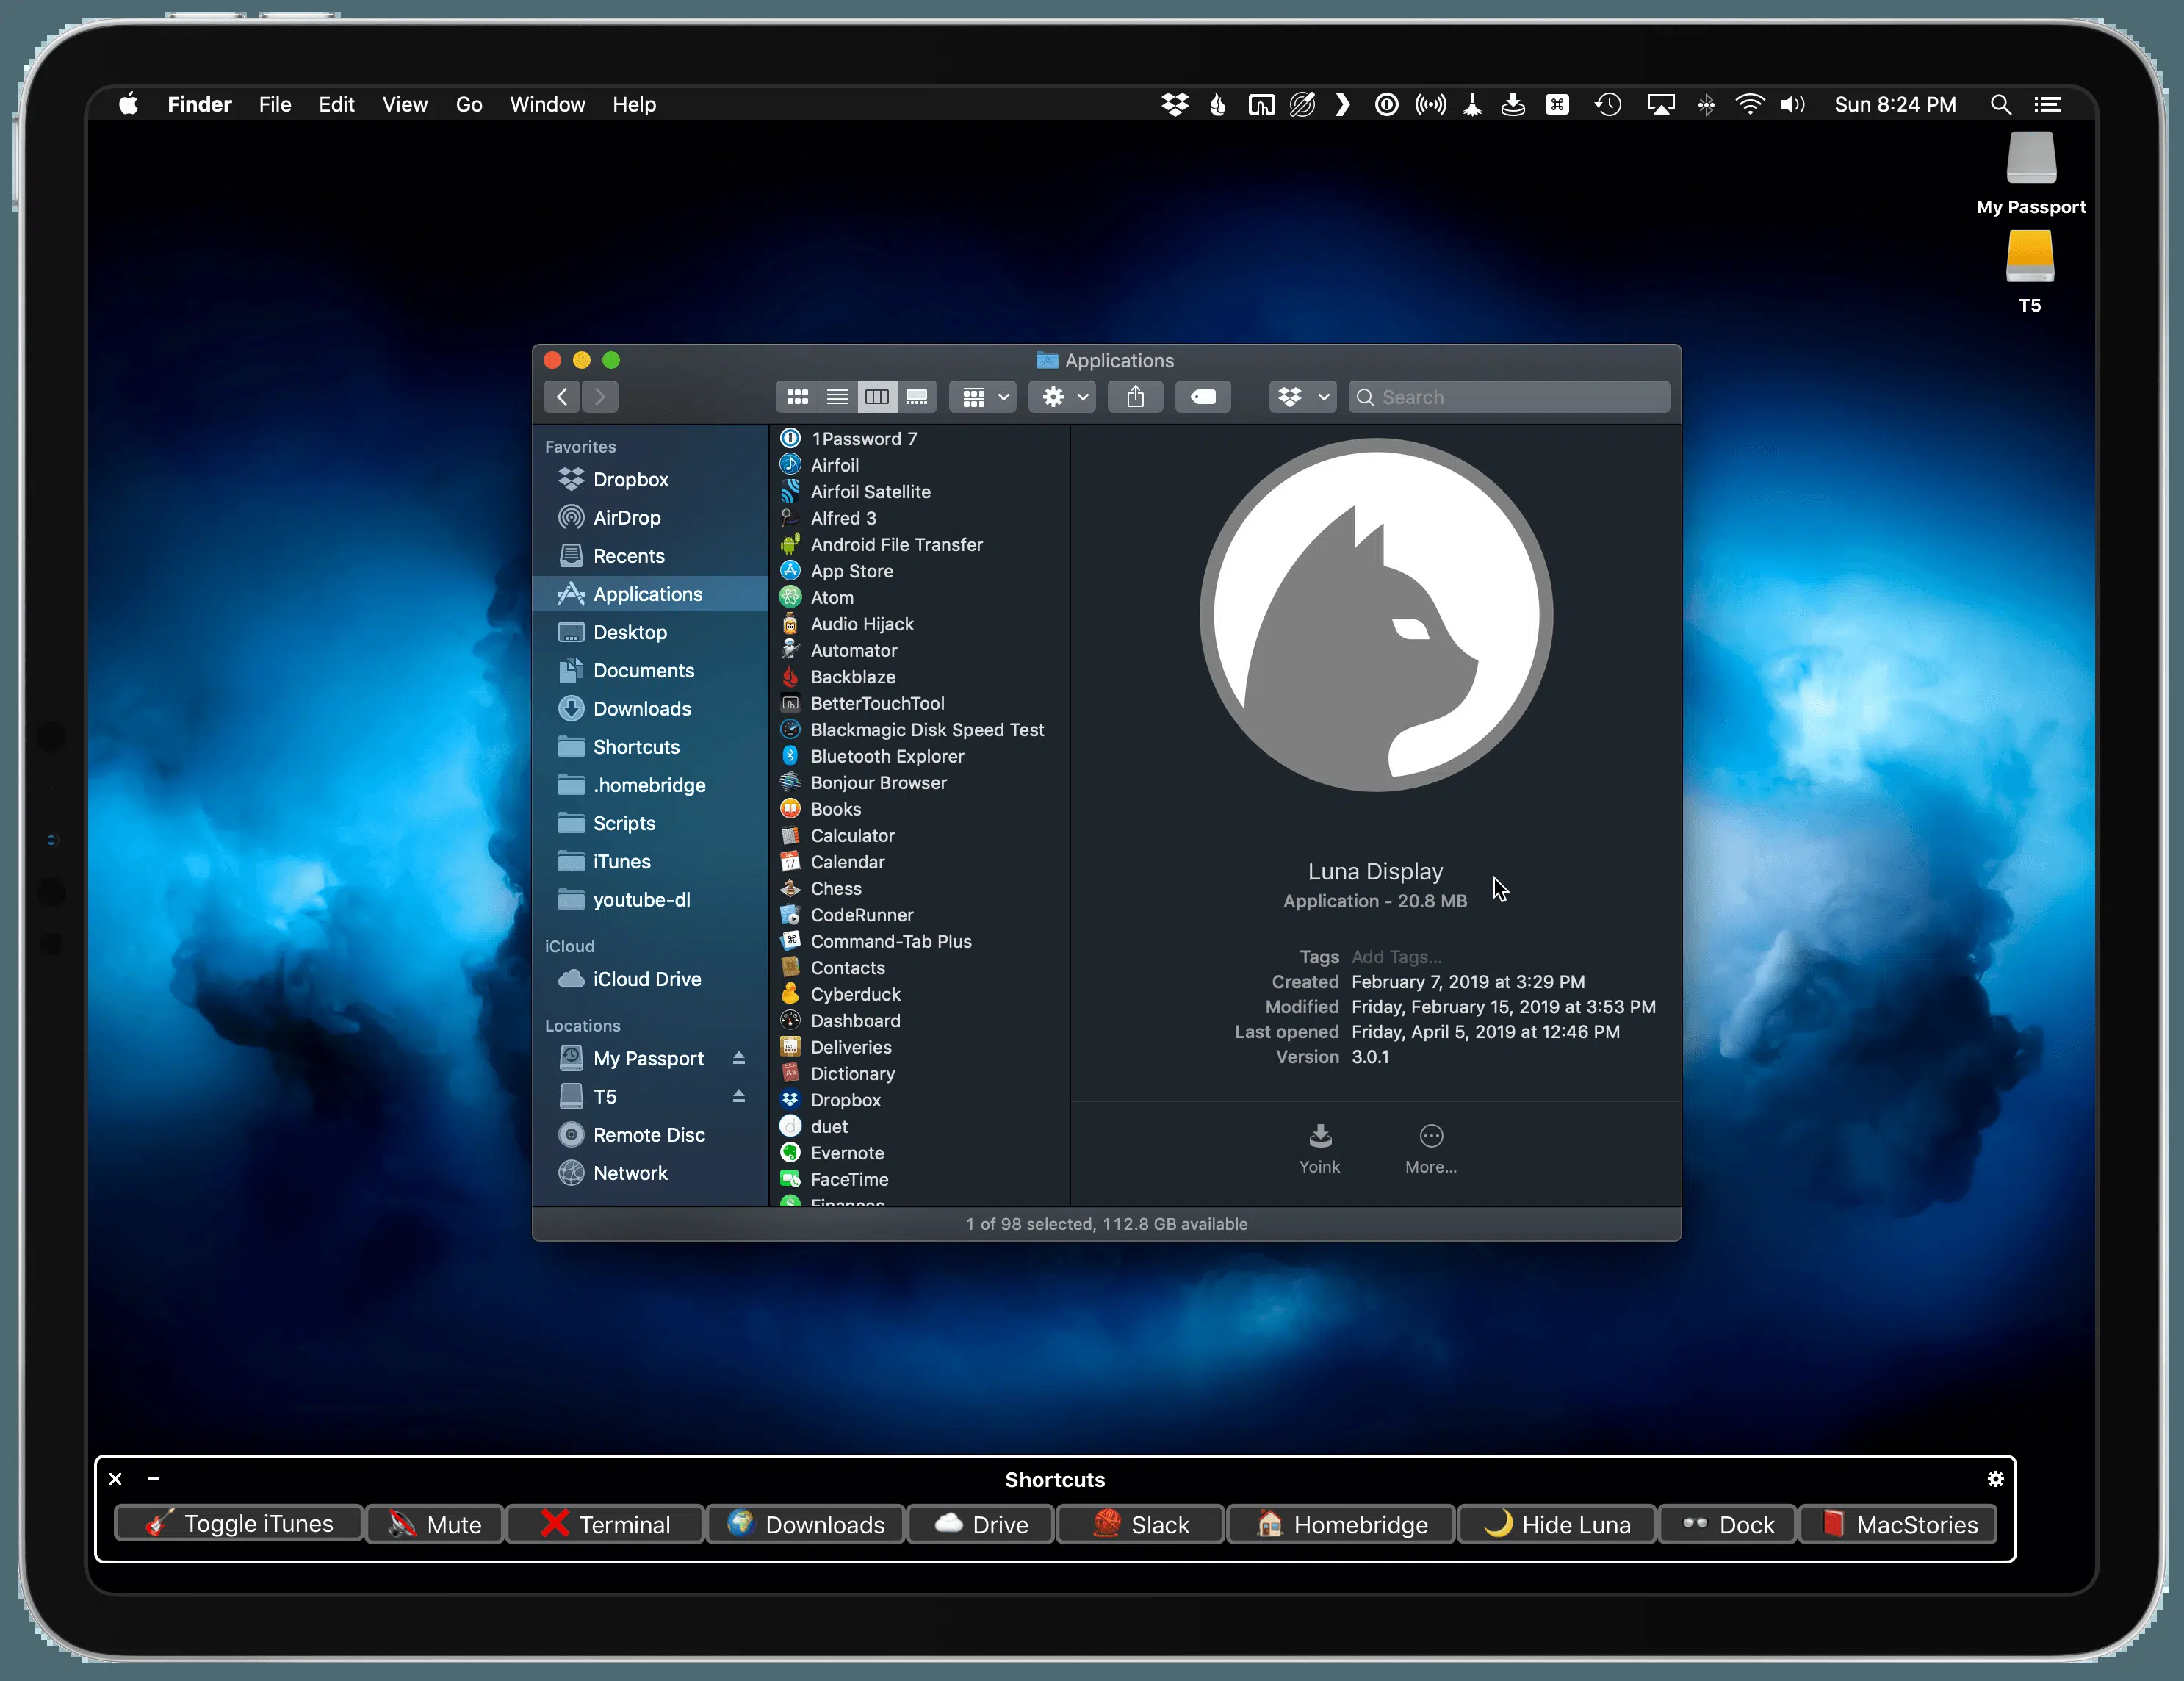 Finder File Edit View Go Window Help Sun 8:24 PM
My Passport
T5
Applications
Search
Favorites
Dropbox
AirDrop
Recents
Applications
Desktop
Documents
Downloads
Shortcuts
.homebridge
Scripts
iTunes
youtube-dl
iCloud
iCloud Drive
Locations
My Passport
T5
Remote Disc
Network
1Password 7
Airfoil
Airfoil Satellite
Alfred 3
Android File Transfer
App Store
Atom
Audio Hijack
Automator
Backblaze
BetterTouchTool
Blackmagic Disk Speed Test
Bluetooth Explorer
Bonjour Browser
Books
Calculator
Calendar
Chess
CodeRunner
Command-Tab Plus
Contacts
Cyberduck
Dashboard
Deliveries
Dictionary
Dropbox
duet
Evernote
FaceTime
Finances
Luna Display
Application - 20.8 MB
Tags Add Tags...
Created February 7, 2019 at 3:29 PM
Modified Friday, February 15, 2019 at 3:53 PM
Last opened Friday, April 5, 2019 at 12:46 PM
Version 3.0.1
Yoink More...
1 of 98 selected, 112.8 GB available
Shortcuts
Toggle iTunes Mute Terminal Downloads Drive Slack Homebridge Hide Luna Dock MacStories